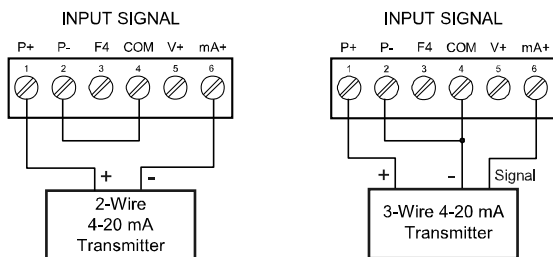 INPUT SIGNAL
P+ P- F4 COM V+ mA+
1 2 3 4 5 6
+ -
2-Wire
4-20 mA
Transmitter
INPUT SIGNAL
P+ P- F4 COM V+ mA+
1 2 3 4 5 6
+ - Signal
3-Wire 4-20 mA
Transmitter